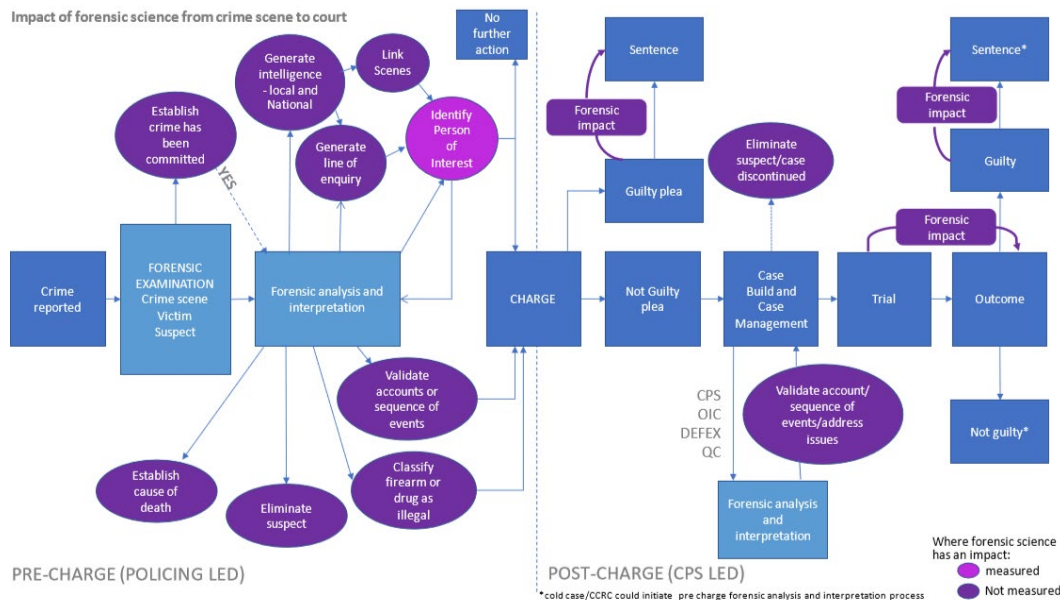 Impact of forensic science from crime scene to court
No
further
action
Sentence
Sentence*
Generate
intelligence
- local and
National
Link
Scenes
Identify
Person
of
Interest
Forensic
impact
Forensic
impact
Establish
crime has
been
committed
Generate
line of
enquiry
Eliminate
suspect/case
discontinued
Guilty
YES
Guilty plea
Forensic
impact
Crime
reported
FORENSIC
EXAMINATION
Crime scene
Victim
Suspect
Forensic analysis and
interpretation
CHARGE
Not Guilty
plea
Case
Build and
Case
Management
Trial
Outcome
Validate
accounts or
sequence of
events
CPS
OIC
DEFEX
QC
Validate account/
sequence of
events/address
issues
Not guilty*
Establish
cause of
death
Eliminate
suspect
Classify
firearm or
drug as
illegal
Forensic analysis
and
interpretation
PRE-CHARGE (POLICING LED)
POST-CHARGE (CPS LED)
Where forensic science
has an impact:
measured
Not measured
*cold case/CCRC could initiate pre charge forensic analysis and interpretation process